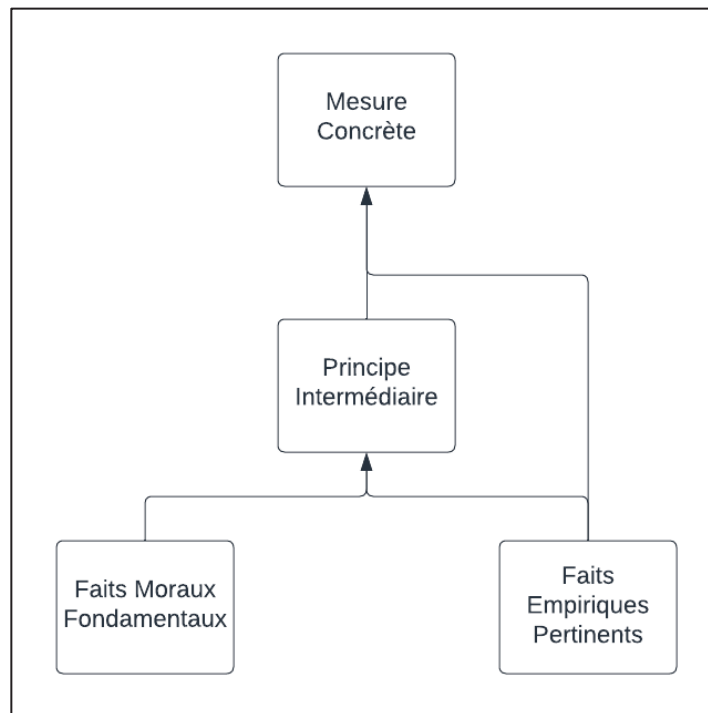 Mesure
Concrète
Principe
Intermédiaire
Faits Moraux
Fondamentaux
Faits
Empiriques
Pertinents